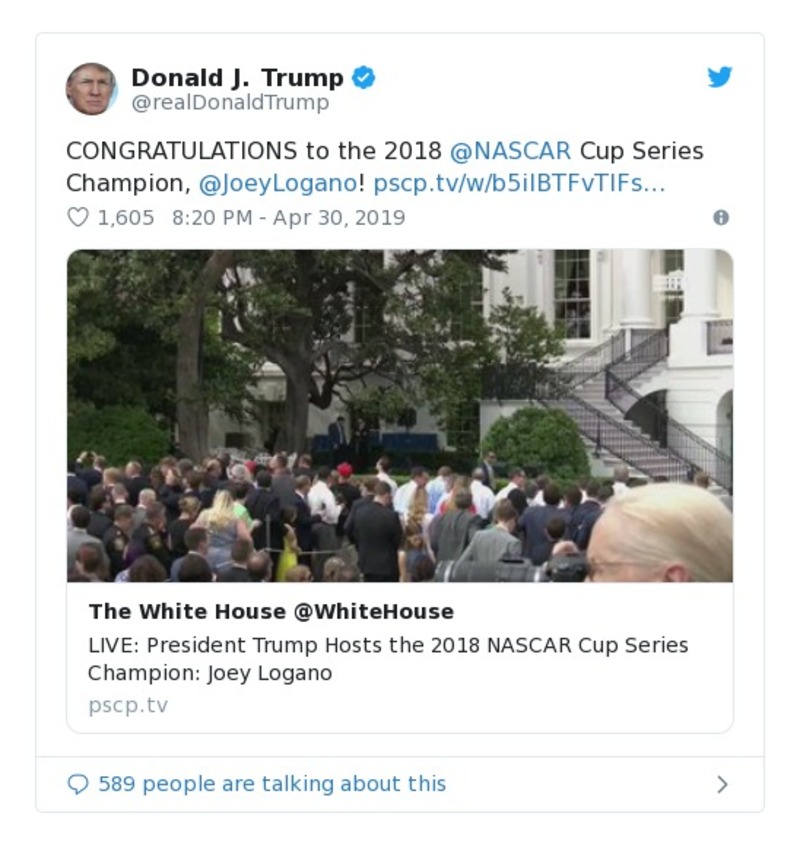 Donald J. Trump
@realDonaldTrump
CONGRATULATIONS to the 2018 @NASCAR Cup Series
Champion, @JoeyLogano! pscp.tv/w/b5iIBTFvTlFs…
1,605 8:20 PM - Apr 30, 2019
The White House @WhiteHouse
LIVE: President Trump Hosts the 2018 NASCAR Cup Series
Champion: Joey Logano
pscp.tv
589 people are talking about this